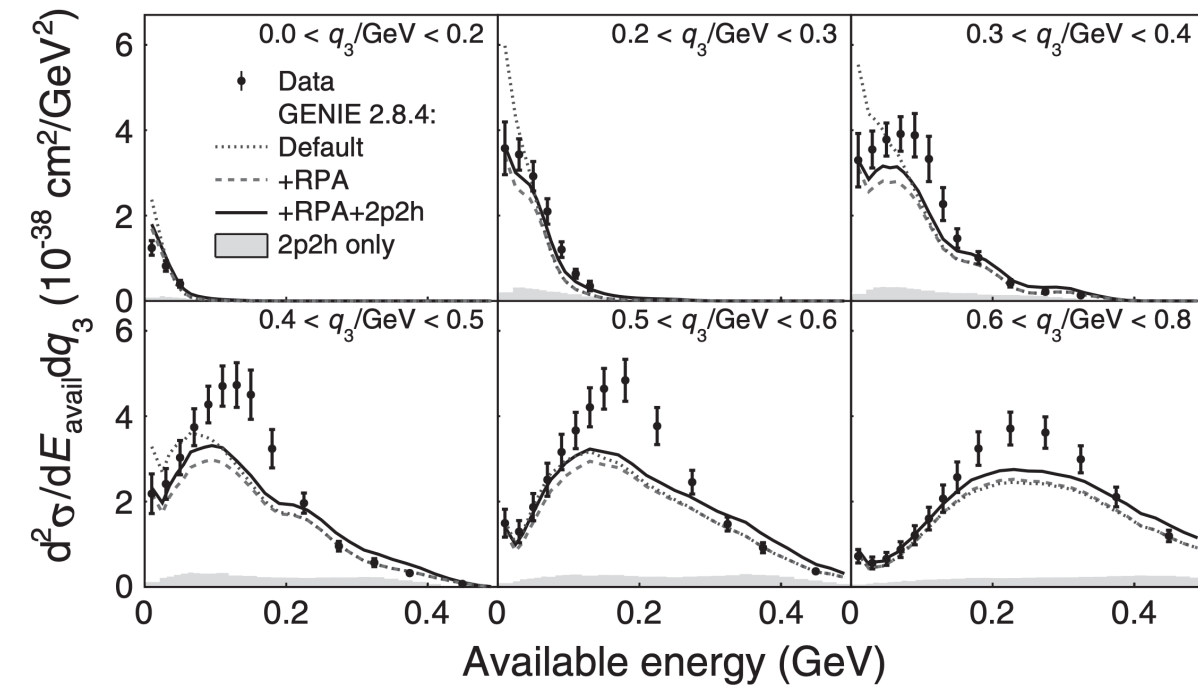 0.0 < q3/GeV < 0.2
0.2 < q3/GeV < 0.3
0.3 < q3/GeV < 0.4
Data
GENIE 2.8.4:
Default
+RPA
+RPA+2p2h
2p2h only
6
4
2
0
0.4 < q3/GeV < 0.5
0.5 < q3/GeV < 0.6
0.6 < q3/GeV < 0.8
6
4
2
0
0 0.2 0.4 0 0.2 0.4 0 0.2 0.4
Available energy (GeV)
d²σ/dE_avail dq₃ (10⁻³⁸ cm²/GeV²)